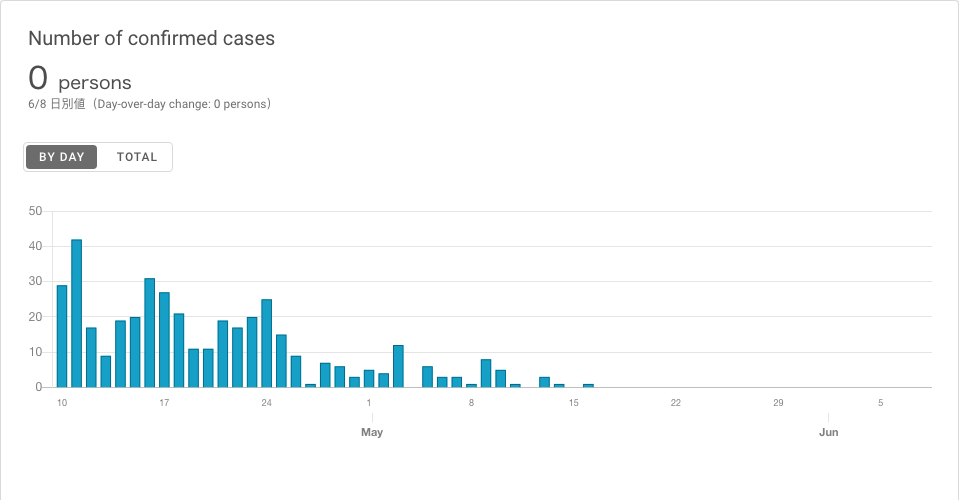 Number of confirmed cases
0 persons
6/8 日別値（Day-over-day change: 0 persons）
BY DAY TOTAL
50
40
30
20
10
0
10 17 24 1 8 15 22 29 5
May Jun